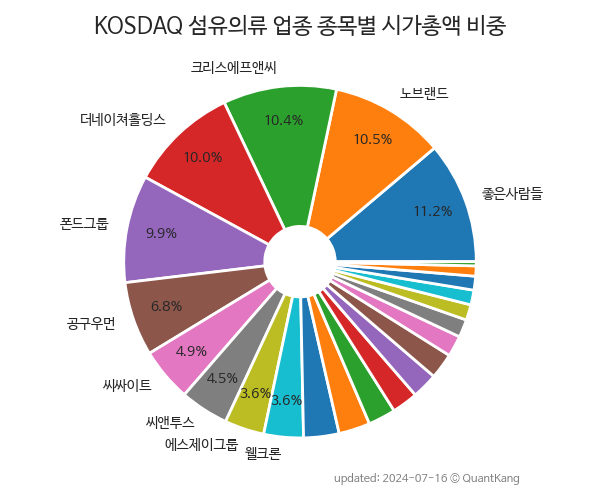 KOSDAQ 섬유의류 업종 종목별 시가총액 비중
크리스에프앤씨
노브랜드
더네이쳐홀딩스
10.4%
10.5%
10.0%
좋은사람들
11.2%
폰드그룹
9.9%
공구우먼
6.8%
4.9%
씨싸이트
4.5%
3.6%
3.6%
씨앤투스
에스제이그룹
웰크론
updated: 2024-07-16 © QuantKang